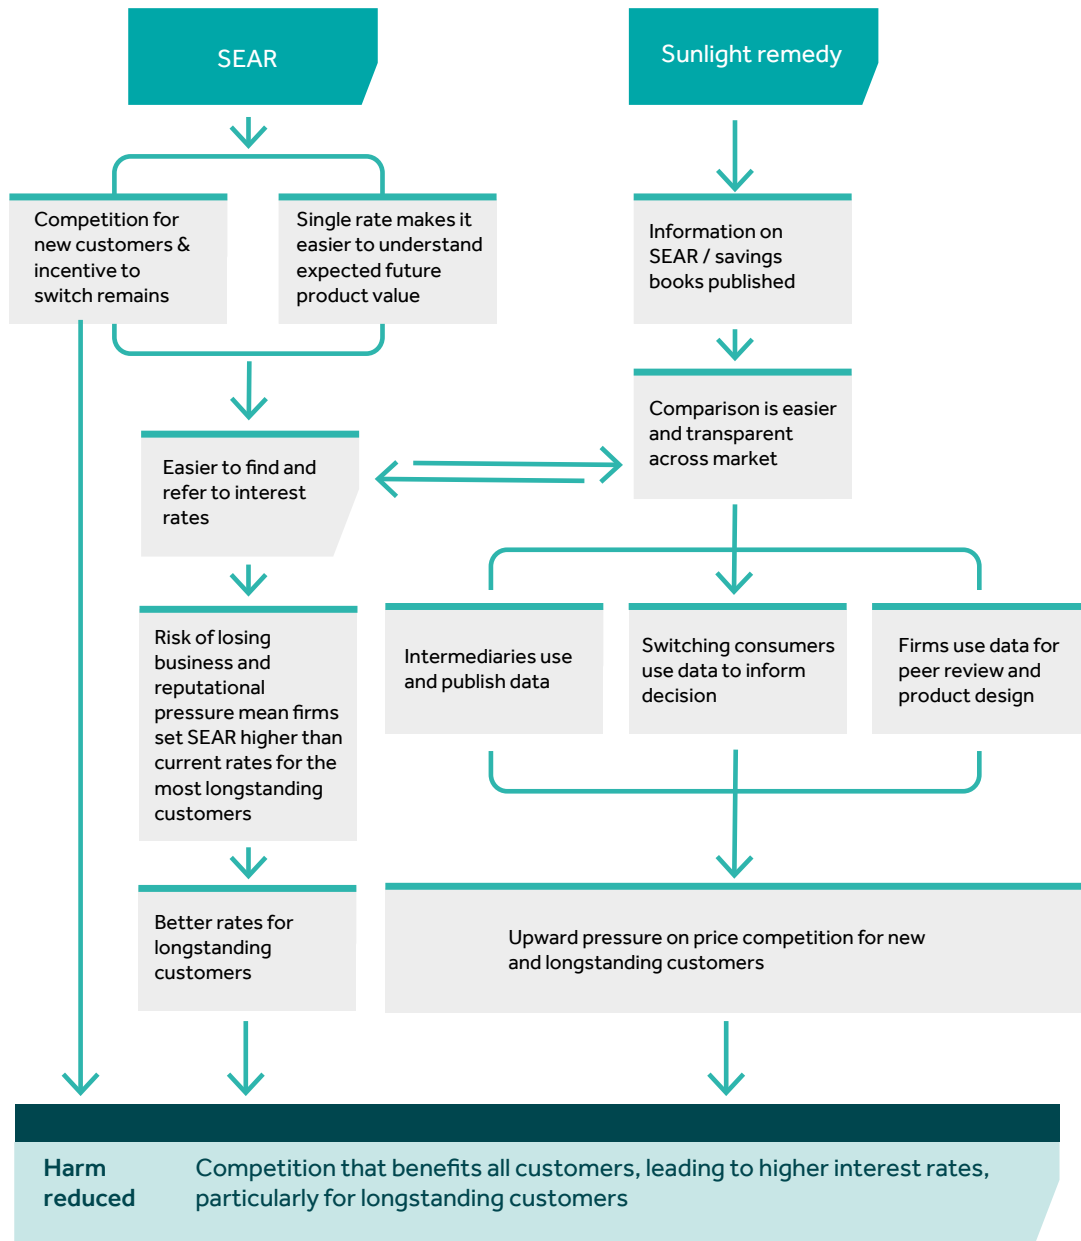 SEAR
Sunlight remedy
Competition for
new customers &
incentive to
switch remains
Single rate makes it
easier to understand
expected future
product value
Information on
SEAR / savings
books published
Comparison is easier
and transparent
across market
Easier to find and
refer to interest
rates
Risk of losing
business and
reputational
pressure mean firms
set SEAR higher than
current rates for the
most longstanding
customers
Intermediaries use
and publish data
Switching consumers
use data to inform
decision
Firms use data for
peer review and
product design
Better rates for
longstanding
customers
Upward pressure on price competition for new
and longstanding customers
Harm
reduced
Competition that benefits all customers, leading to higher interest rates,
particularly for longstanding customers